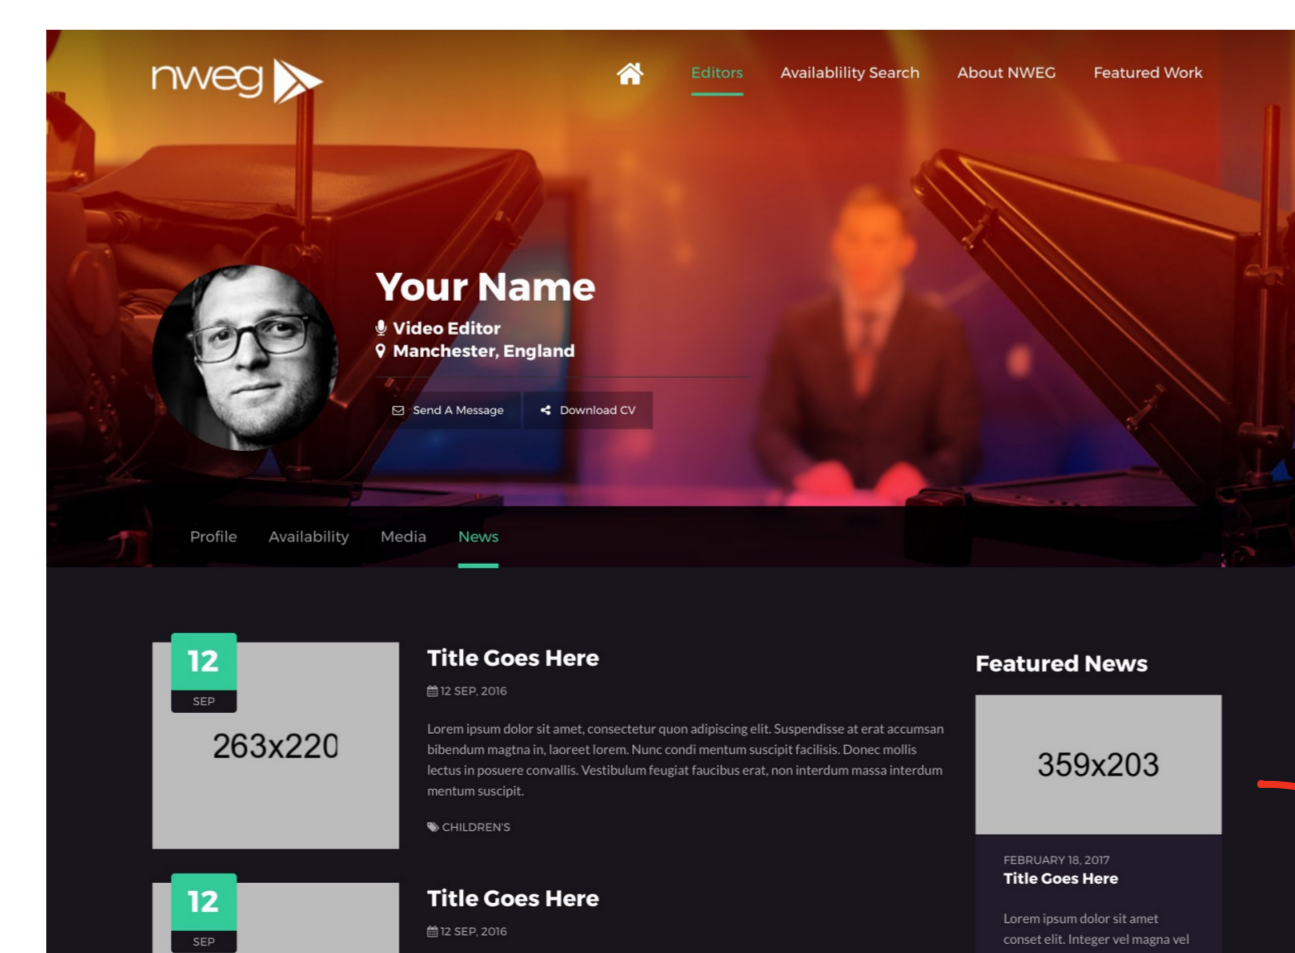 nweg
Editors
Availablility Search
About NWEG
Featured Work
Your Name
Video Editor
Manchester, England
Send A Message
Download CV
Profile
Availability
Media
News
12
SEP
263x220
Title Goes Here
12 SEP, 2016
Lorem ipsum dolor sit amet, consectetur quon adipiscing elit. Suspendisse at erat accumsan
bibendum magtna in, laoreet lorem. Nunc condi mentum suscipit facilisis. Donec mollis
lectus in posuere convallis. Vestibulum feugiat faucibus erat, non interdum massa interdum
mentum suscipit.
CHILDREN'S
12
SEP
Title Goes Here
12 SEP, 2016
Featured News
359x203
FEBRUARY 18, 2017
Title Goes Here
Lorem ipsum dolor sit amet
conset elit. Integer vel magna vel